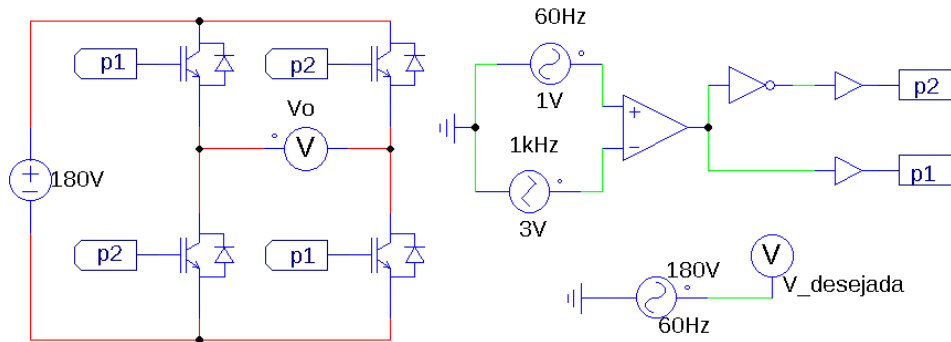 60Hz
p1
p2
p2
Vo
1V
+
V
1kHz
180V
p1
3V
p2
p1
180V
V
V_desejada
60Hz